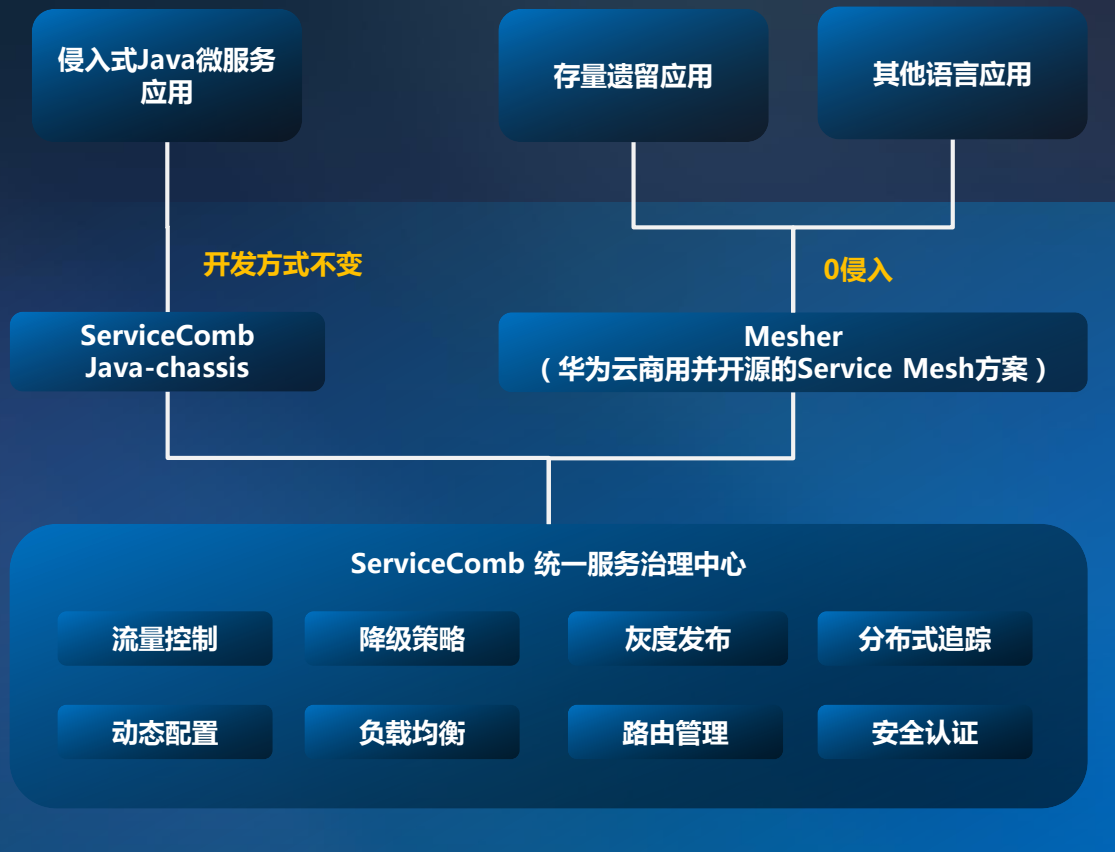 侵入式Java微服务
应用
存量遗留应用
其他语言应用
开发方式不变
0侵入
ServiceComb
Java-chassis
Mesher
（华为云商用并开源的Service Mesh方案）
ServiceComb 统一服务治理中心
流量控制
降级策略
灰度发布
分布式追踪
动态配置
负载均衡
路由管理
安全认证